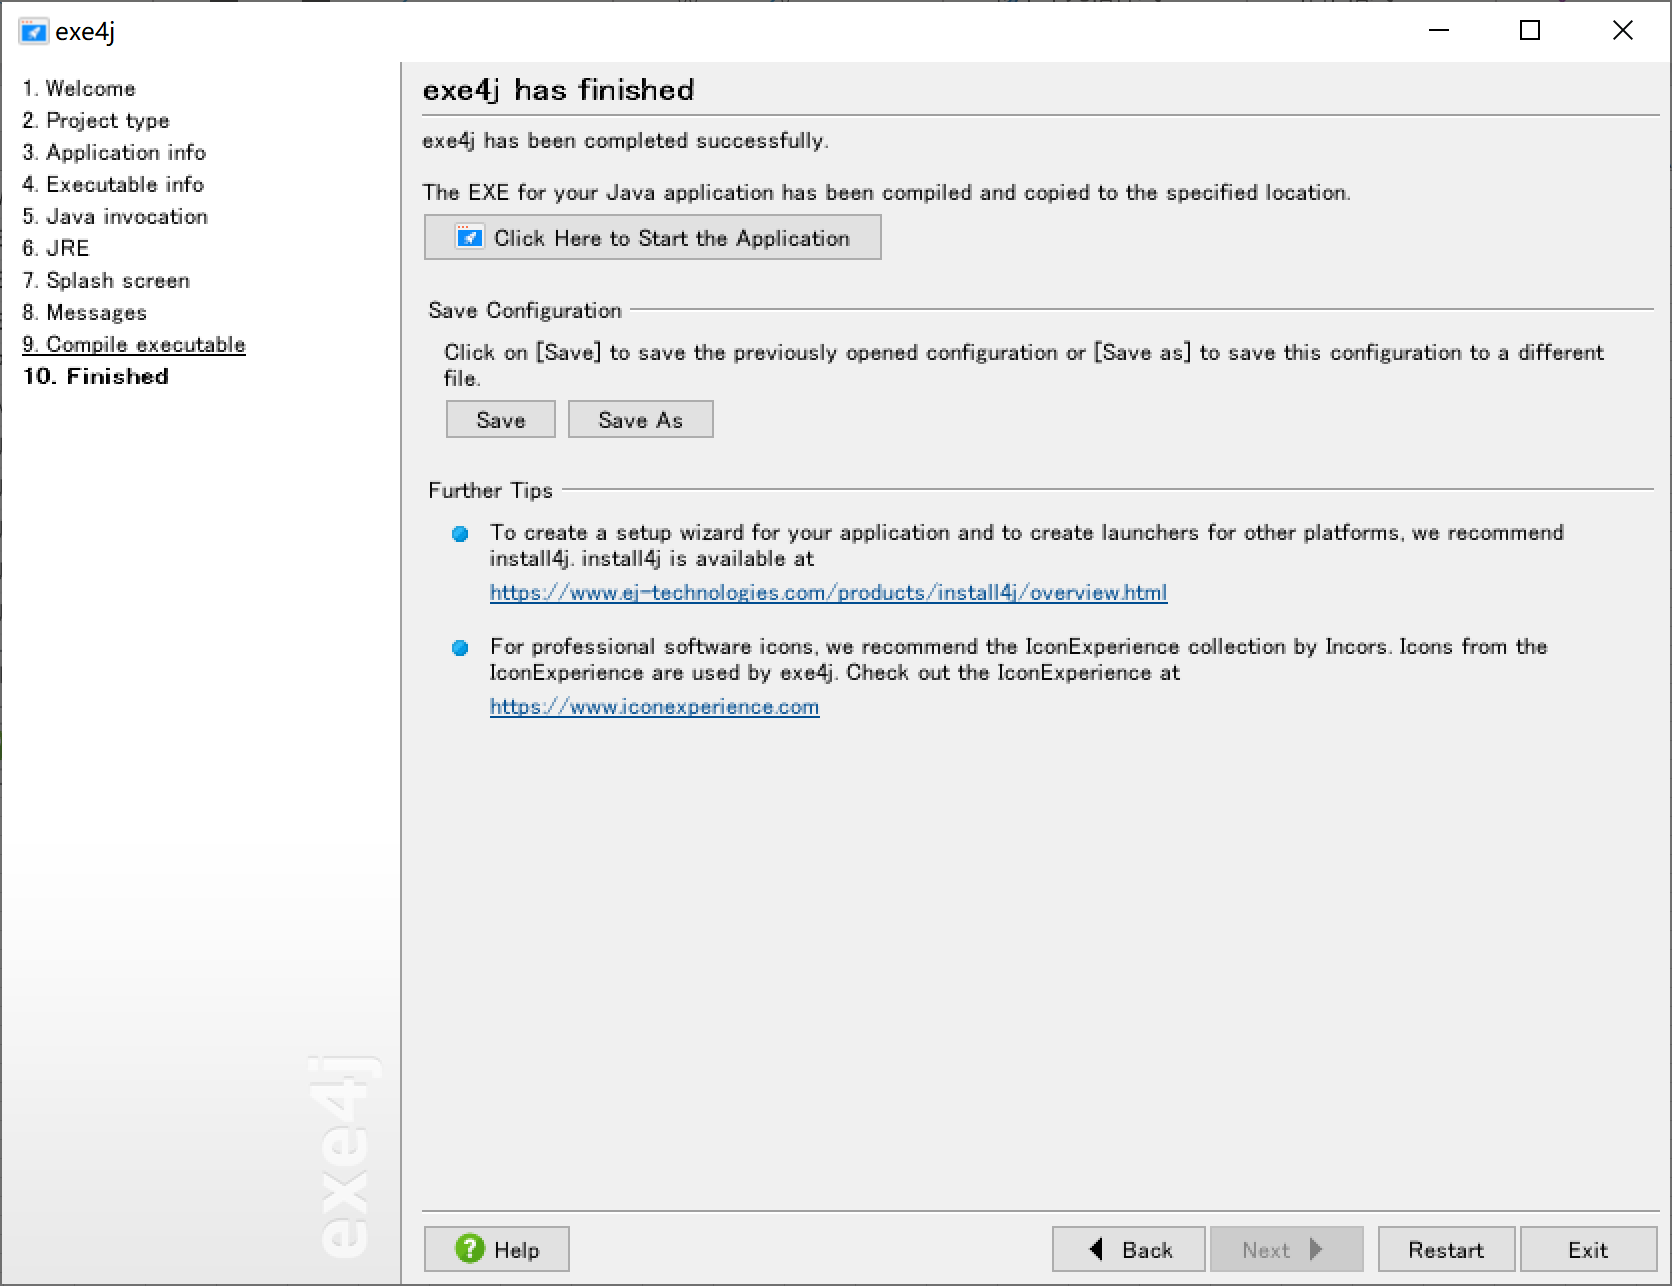 exe4j
1. Welcome
2. Project type
3. Application info
4. Executable info
5. Java invocation
6. JRE
7. Splash screen
8. Messages
9. Compile executable
10. Finished
exe4j
exe4j has finished
exe4j has been completed successfully.
The EXE for your Java application has been compiled and copied to the specified location.
Click Here to Start the Application
Save Configuration
Click on [Save] to save the previously opened configuration or [Save as] to save this configuration to a different
file.
Save Save As
Further Tips
To create a setup wizard for your application and to create launchers for other platforms, we recommend
install4j. install4j is available at
https://www.ej-technologies.com/products/install4j/overview.html
For professional software icons, we recommend the IconExperience collection by Incors. Icons from the
IconExperience are used by exe4j. Check out the IconExperience at
https://www.iconexperience.com
Help Back Next Restart Exit